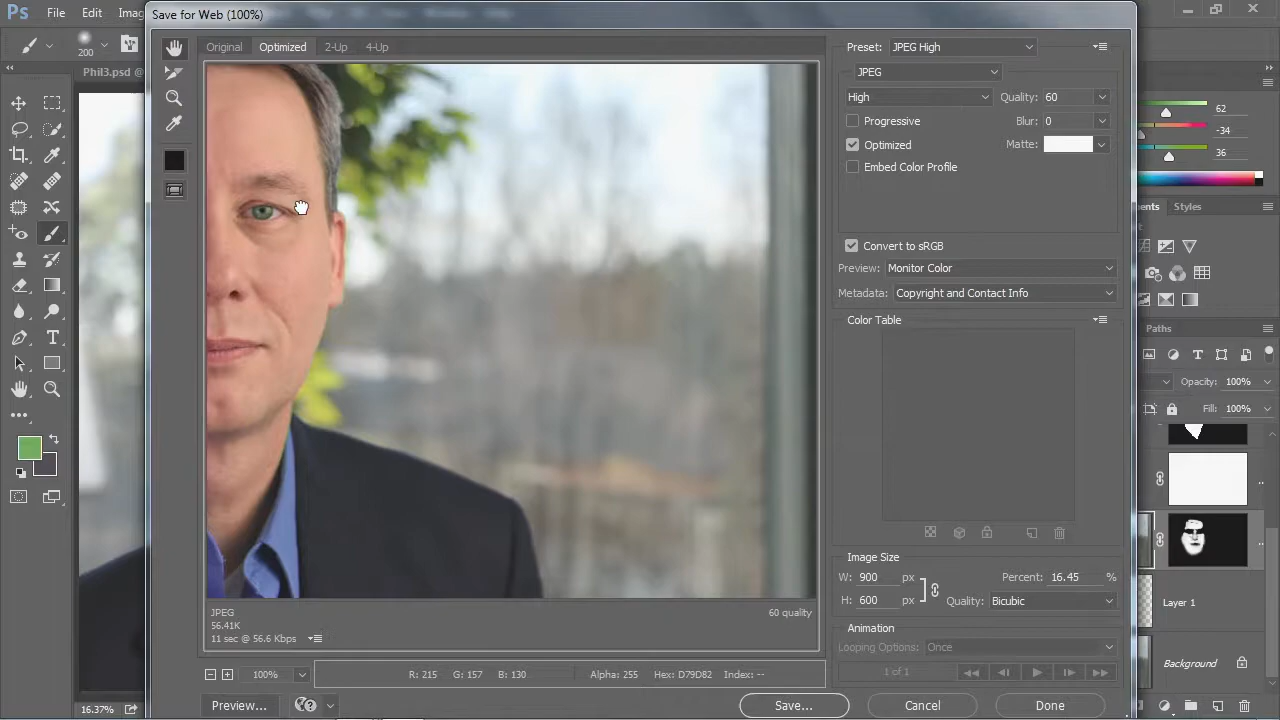 Ps File Edit Ima
Save for Web (100%)
200
Phil3.psd @
Original Optimized 2-Up 4-Up
Preset: JPEG High
JPEG
High Quality: 60
Progressive Blur: 0
Optimized Matte:
Embed Color Profile
Convert to sRGB
Preview: Monitor Color
Metadata: Copyright and Contact Info
Color Table
Image Size
W: 900 px Percent: 16.45 %
H: 600 px Quality: Bicubic
Animation
Looping Options: Once
1 of 1
JPEG 60 quality
56.41K
11 sec @ 56.6 Kbps
100% R: 215 G: 157 B: 130 Alpha: 255 Hex: D79D82 Index: --
Preview... Save... Cancel Done
16.37%
62
-34
36
ents Styles
Paths
Opacity: 100%
Fill: 100%
Layer 1
Background